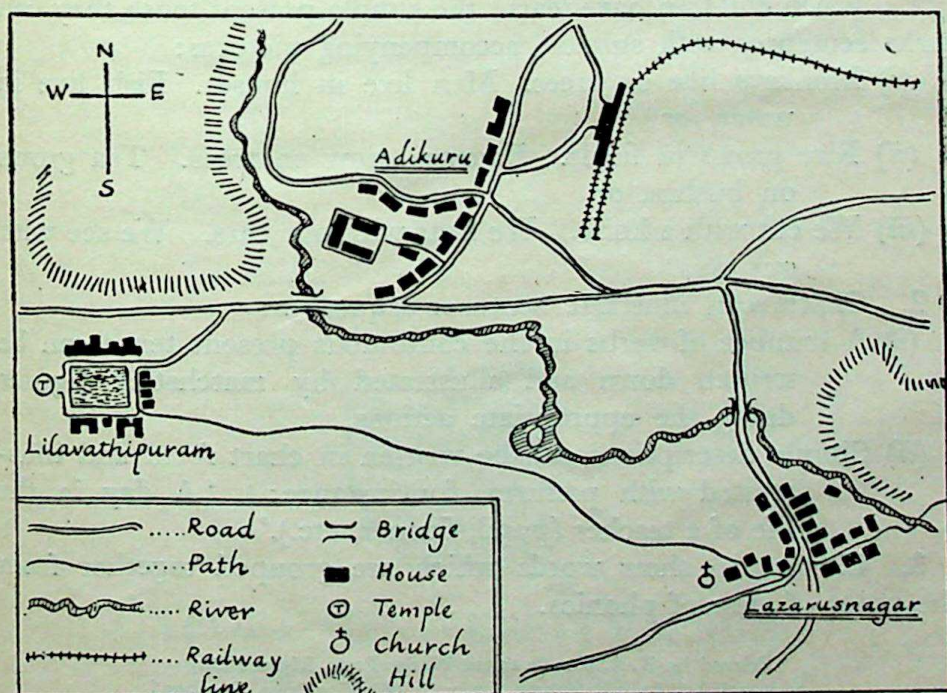 N
W E
S
Adikuru
T
Lilavathipuram
Lazarusnagar
Road
Path
River
Railway
line
Bridge
House
T Temple
Church
Hill